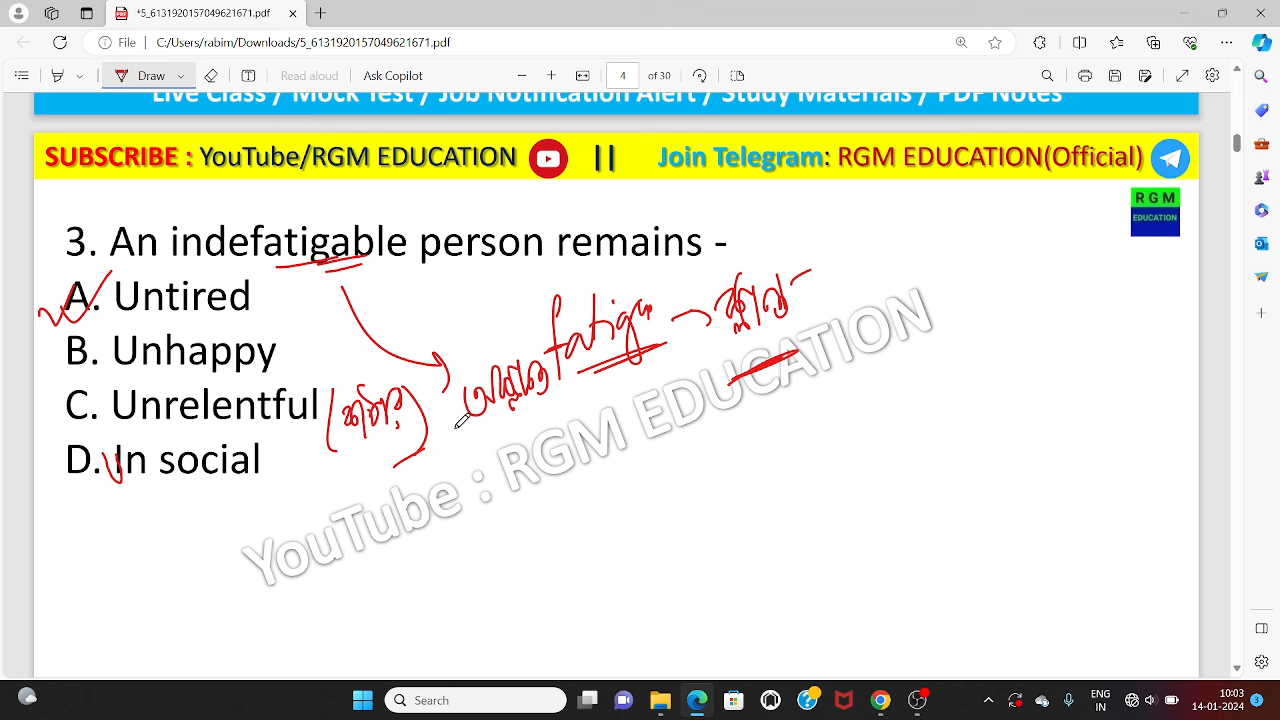 *5_6131920157049621671.pdf
File C:/Users/rabim/Downloads/5_6131920157049621671.pdf
Draw Read aloud Ask Copilot 4 of 30
Live Class / Mock Test / Job Notification Alert / Study Materials / PDF Notes
SUBSCRIBE : YouTube/RGM EDUCATION || Join Telegram: RGM EDUCATION(Official)
RGM
EDUCATION
3. An indefatigable person remains -
A. Untired
B. Unhappy
C. Unrelentful
D. In social
fatigue
YouTube : RGM EDUCATION
Search
ENG
IN
10:03
14-01-2024
3